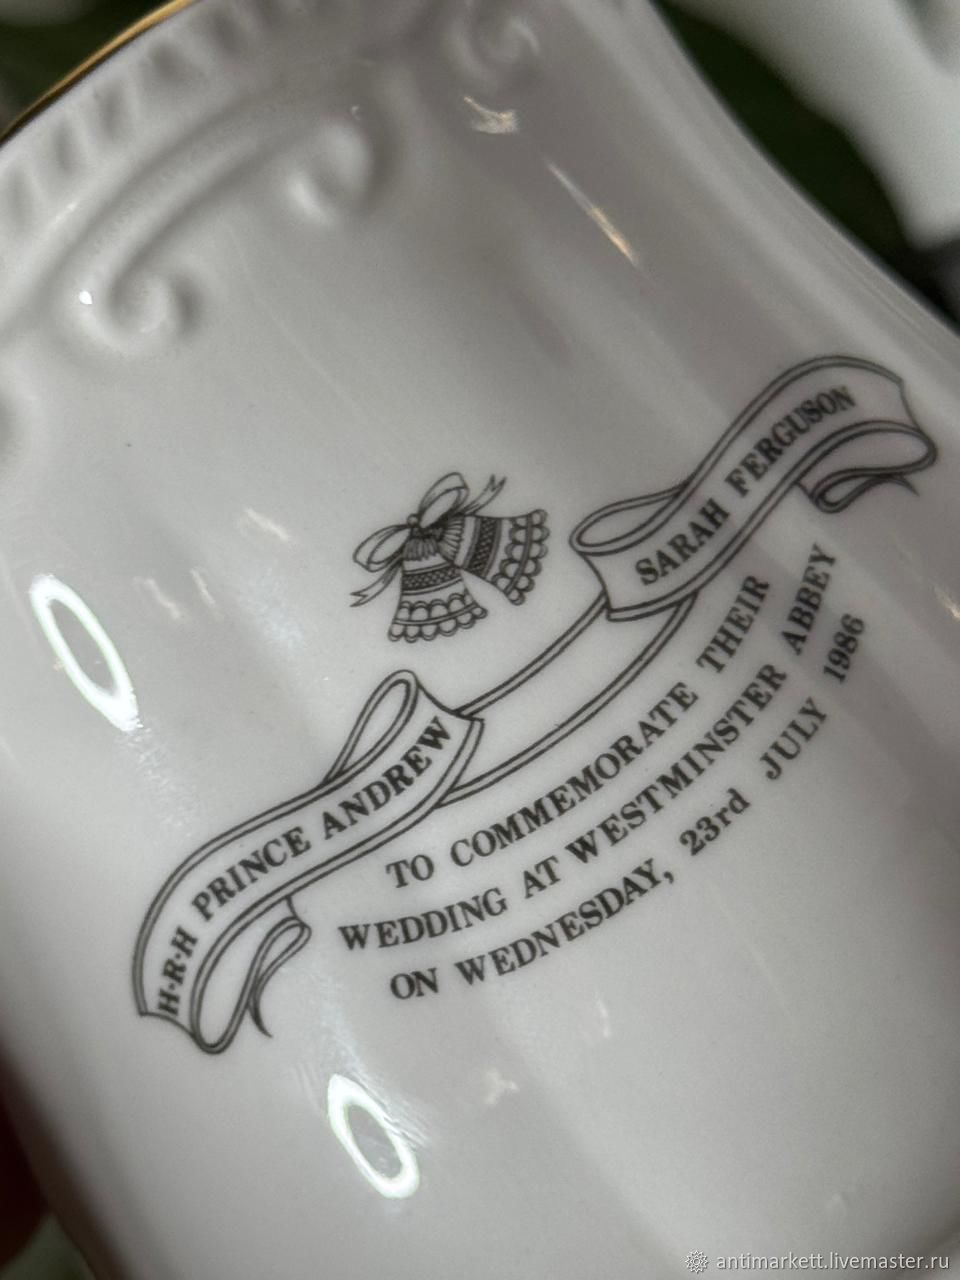 H·R·H PRINCE ANDREW
SARAH FERGUSON
TO COMMEMORATE THEIR
WEDDING AT WESTMINSTER ABBEY
ON WEDNESDAY, 23rd JULY 1986
antimarkett.livemaster.ru